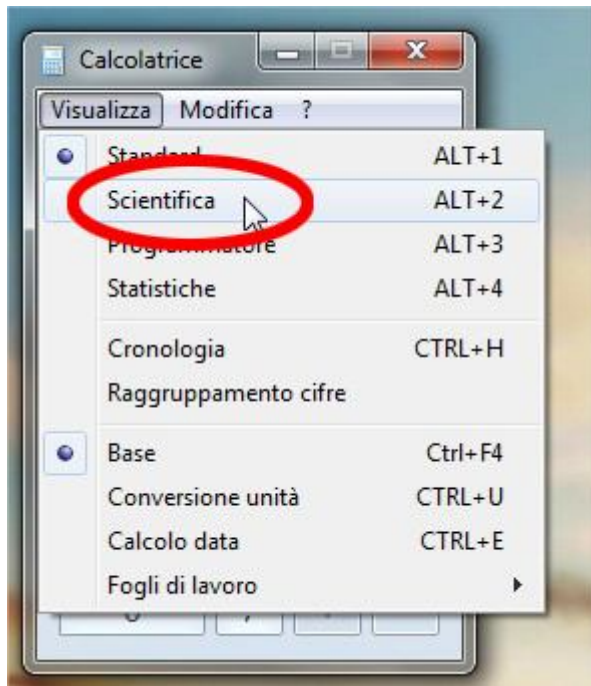 Calcolatrice
Visualizza Modifica ?
Standard ALT+1
Scientifica ALT+2
Programmatore ALT+3
Statistiche ALT+4
Cronologia CTRL+H
Raggruppamento cifre
Base Ctrl+F4
Conversione unità CTRL+U
Calcolo data CTRL+E
Fogli di lavoro